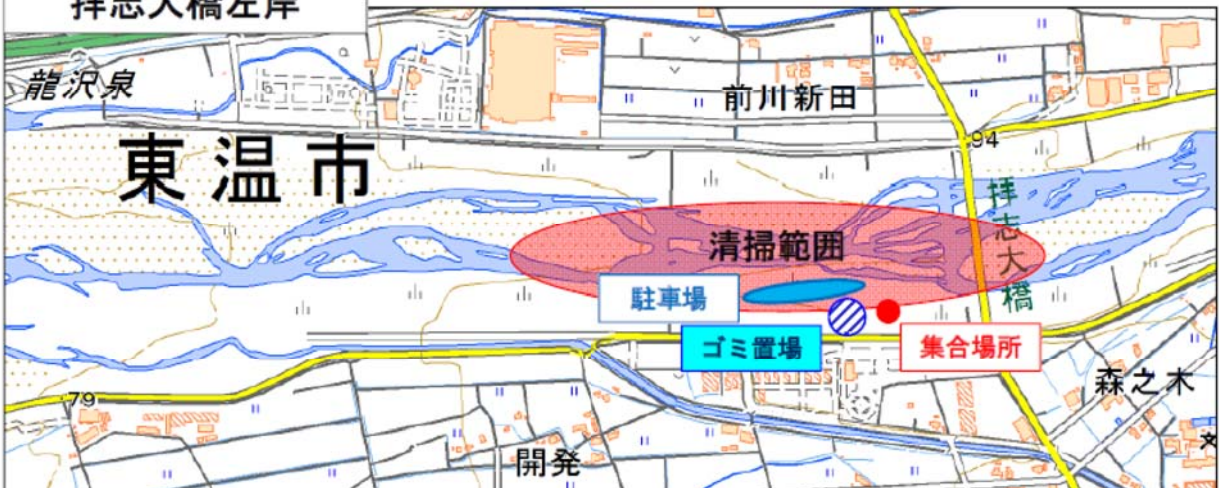 拝志大橋左岸
龍沢泉
前川新田
東温市
94
拝志大橋
清掃範囲
駐車場
ゴミ置場
集合場所
森之木
79
開発